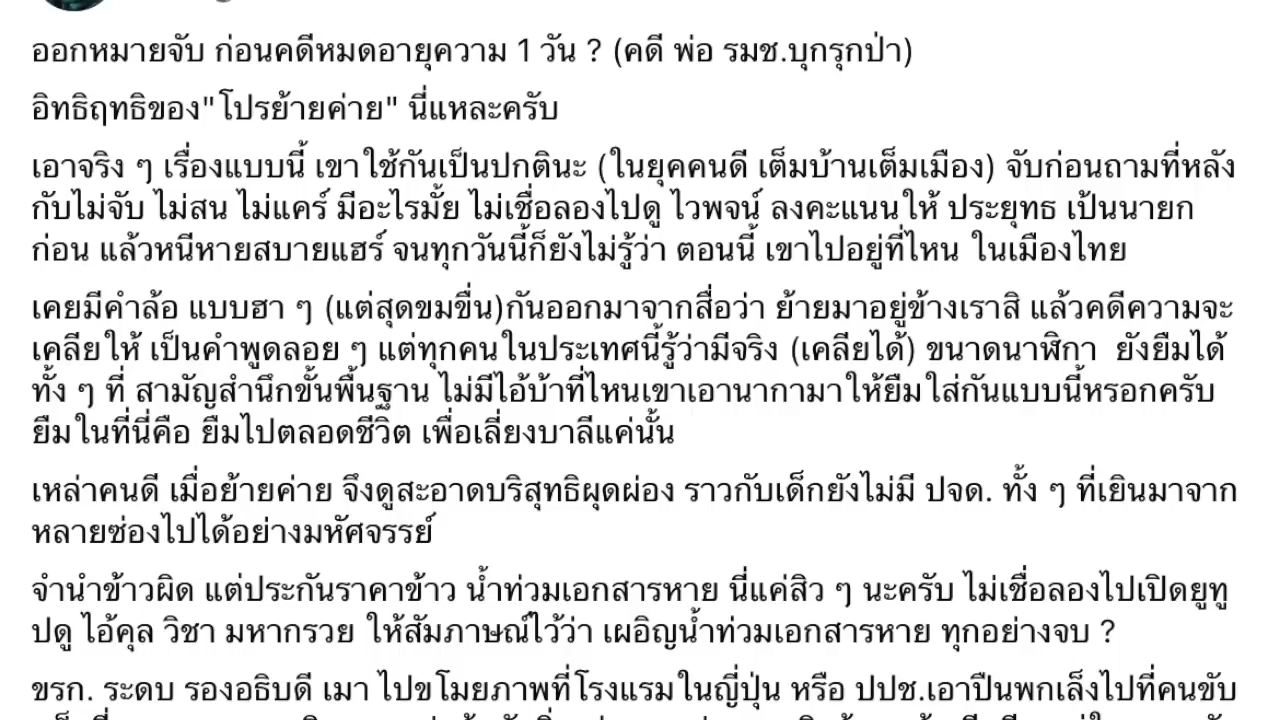 ออกหมายจับ ก่อนคดีหมดอายุความ 1 วัน ? (คดี พ่อ รมช.บุกรุกป่า)
อิทธิฤทธิของ"โปรย้ายค่าย" นี่แหละครับ
เอาจริง ๆ เรื่องแบบนี้ เขาใช้กันเป็นปกตินะ (ในยุคคนดี เต็มบ้านเต็มเมือง) จับก่อนถามที่หลัง
กับไม่จับ ไม่สน ไม่แคร์ มีอะไรมั้ย ไม่เชื่อลองไปดู ไวพจน์ ลงคะแนนให้ ประยุทธ เป้นนายก
ก่อน แล้วหนีหายสบายแฮร์ จนทุกวันนี้ก็ยังไม่รู้ว่า ตอนนี้ เขาไปอยู่ที่ไหน ในเมืองไทย
เคยมีคำล้อ แบบฮา ๆ (แต่สุดขมขื่น)กันออกมาจากสื่อว่า ย้ายมาอยู่ข้างเราสิ แล้วคดีความจะ
เคลียให้ เป็นคำพูดลอย ๆ แต่ทุกคนในประเทศนี้รู้ว่ามีจริง (เคลียได้) ขนาดนาฬิกา ยังยืมได้
ทั้ง ๆ ที่ สามัญสำนึกขั้นพื้นฐาน ไม่มีไอ้บ้าที่ไหนเขาเอานากามาให้ยืมใส่กันแบบนี้หรอกครับ
ยืมในที่นี่คือ ยืมไปตลอดชีวิต เพื่อเลี่ยงบาลีแค่นั้น
เหล่าคนดี เมื่อย้ายค่าย จึงดูสะอาดบริสุทธิผุดผ่อง ราวกับเด็กยังไม่มี ปจด. ทั้ง ๆ ที่เยินมาจาก
หลายซ่องไปได้อย่างมหัศจรรย์
จำนำข้าวผิด แต่ประกันราคาข้าว น้ำท่วมเอกสารหาย นี่แค่สิว ๆ นะครับ ไม่เชื่อลองไปเปิดยูทู
ปดู ไอ้คุล วิชา มหากรวย ให้สัมภาษณ์ไว้ว่า เผอิญน้ำท่วมเอกสารหาย ทุกอย่างจบ ?
ขรก. ระดบ รองอธิบดี เมา ไปขโมยภาพที่โรงแรมในญี่ปุ่น หรือ ปปช.เอาปืนพกเล็งไปที่คนขับ